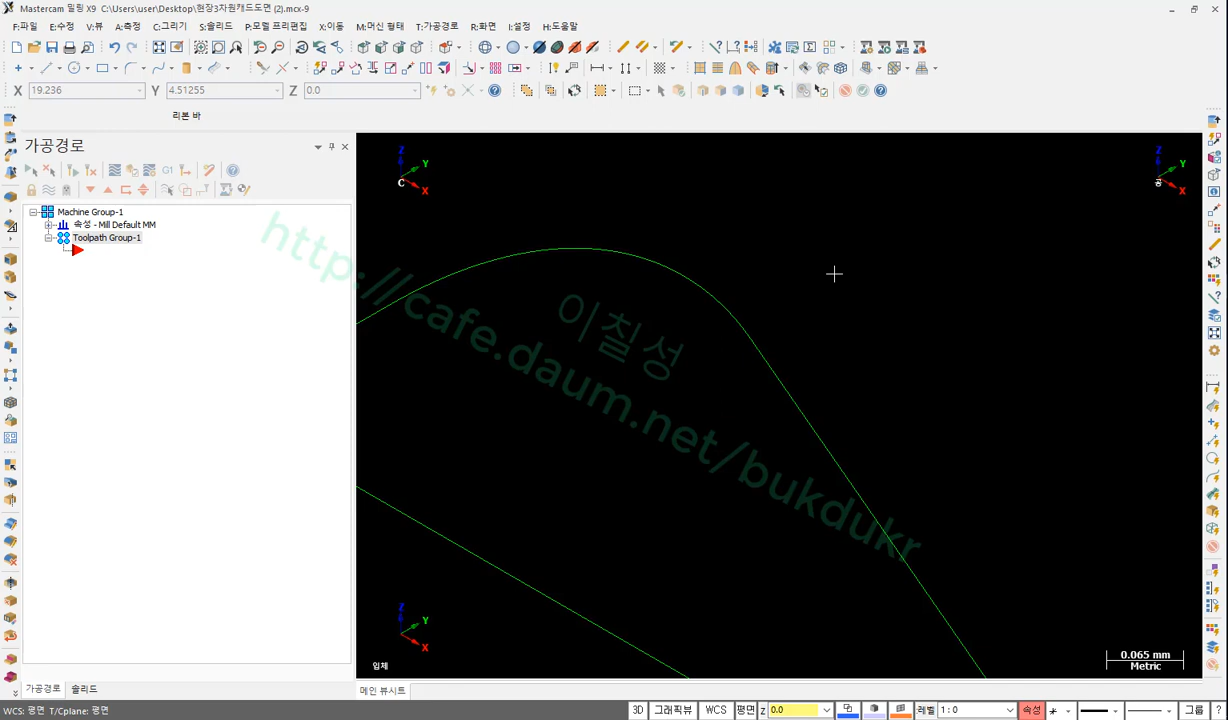 Mastercam 밀링 X9 C:\Users\user\Desktop\현장3차원캐드도면 (2).mcx-9
F:파일 E:수정 V:뷰 A:측정 C:그리기 S:솔리드 P:모델 프리편집 X:이동 M:머신 형태 T:가공경로 R:화면 I:설정 H:도움말
X 19.236 Y 4.51255 Z 0.0
리본 바
가공경로
G1
Machine Group-1
속성 - Mill Default MM
Toolpath Group-1
Z Y C X
Z Y 공 X
http://cafe.daum.net/bukdukr
이칠성
Z Y X
입체
0.065 mm
Metric
가공경로 솔리드
메인 뷰시트
WCS: 평면 T/Cplane: 평면
3D 그래픽뷰 WCS 평면 Z 0.0 레벨 1 : 0 속성 그룹 ?